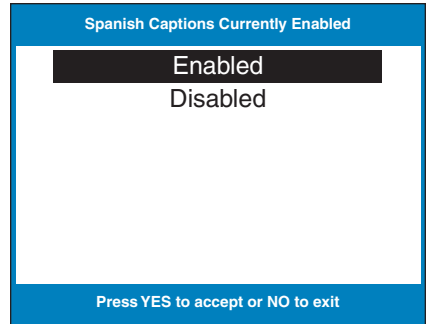 Spanish Captions Currently Enabled
Enabled
Disabled
Press YES to accept or NO to exit